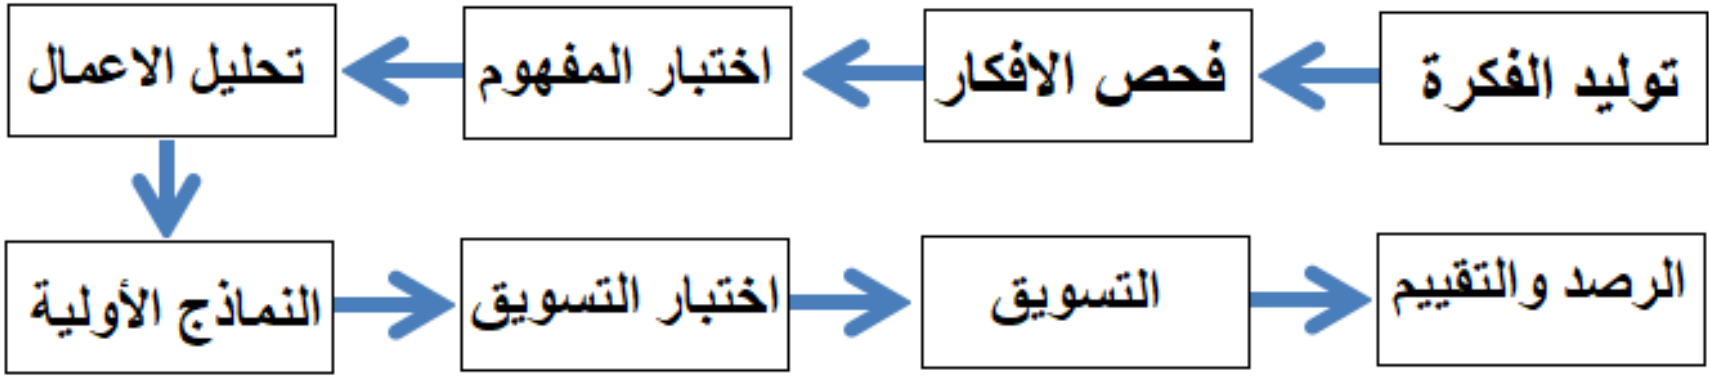 توليد الفكرة
فحص الافكار
اختبار المفهوم
تحليل الاعمال
النماذج الأولية
اختبار التسويق
التسويق
الرصد والتقييم